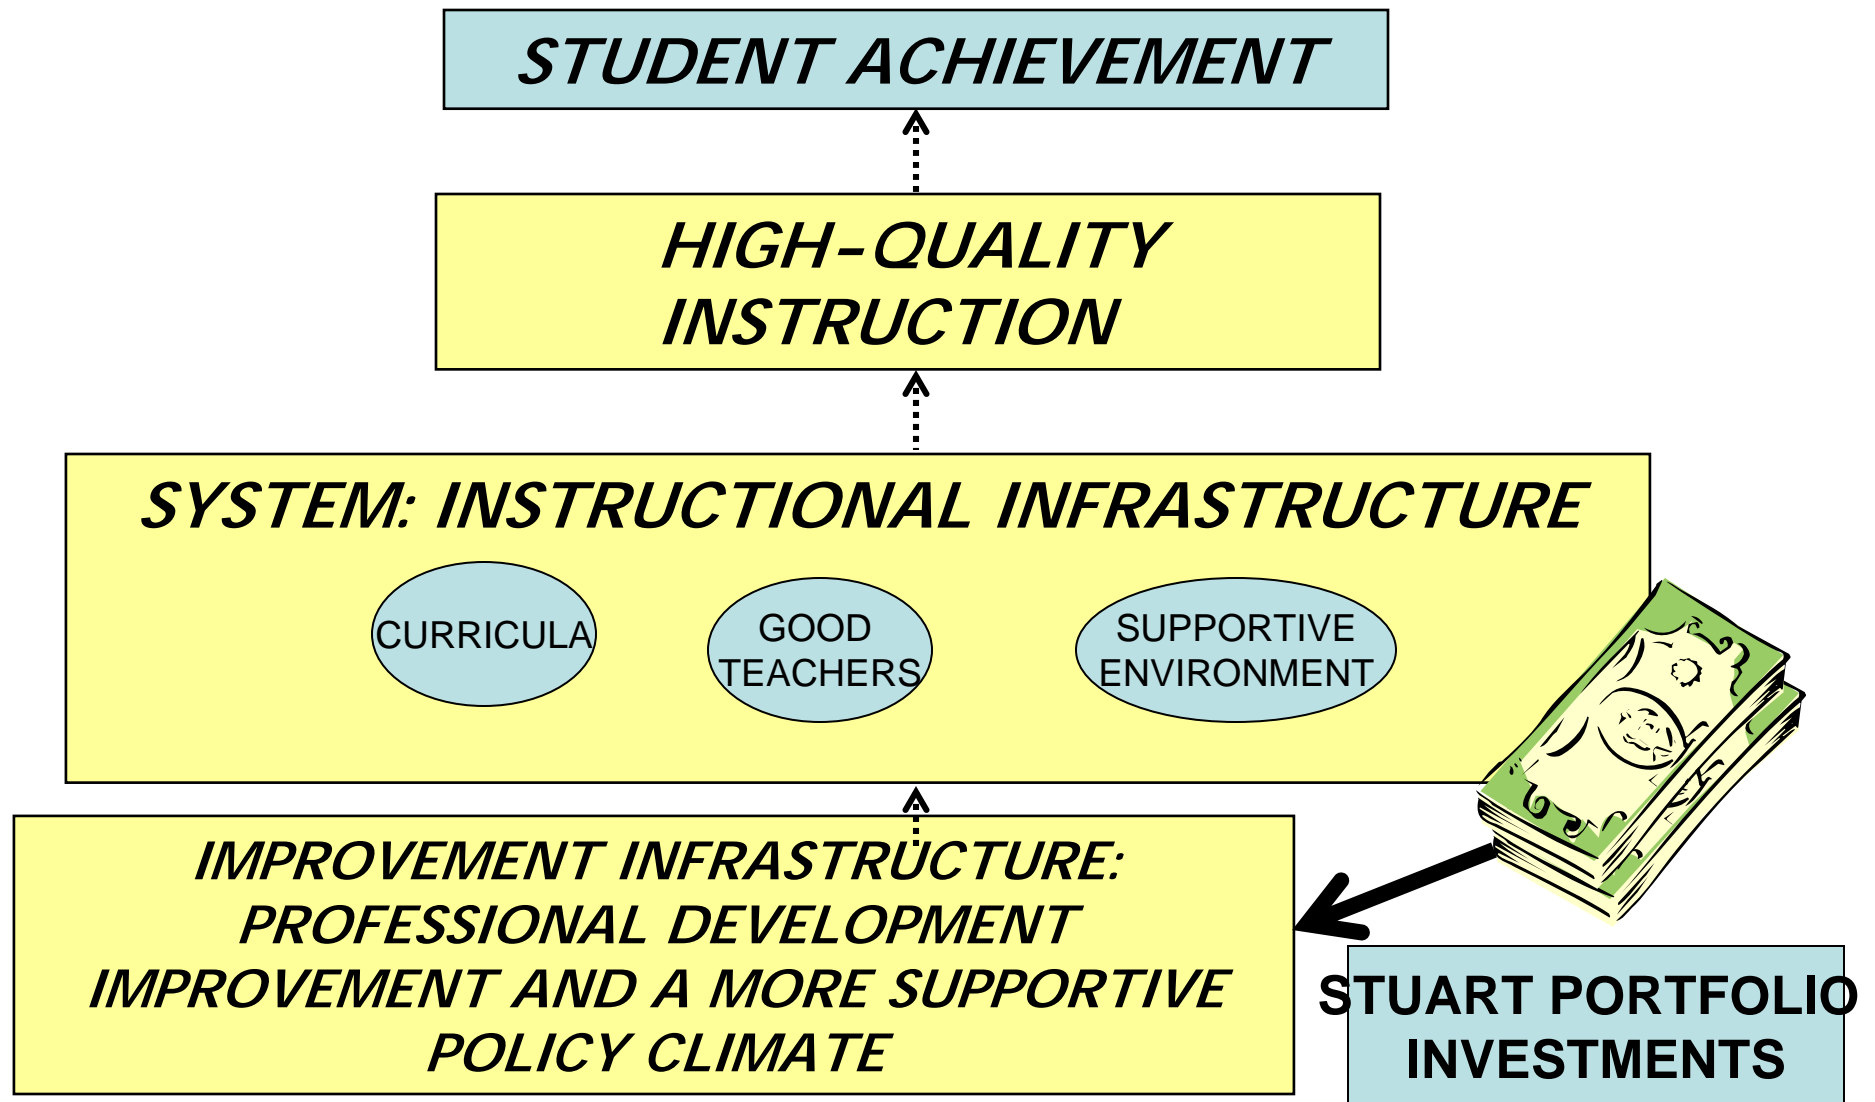 STUDENT ACHIEVEMENT
HIGH-QUALITY
INSTRUCTION
SYSTEM: INSTRUCTIONAL INFRASTRUCTURE
CURRICULA
GOOD
TEACHERS
SUPPORTIVE
ENVIRONMENT
IMPROVEMENT INFRASTRUCTURE:
PROFESSIONAL DEVELOPMENT
IMPROVEMENT AND A MORE SUPPORTIVE
POLICY CLIMATE
STUART PORTFOLIO
INVESTMENTS